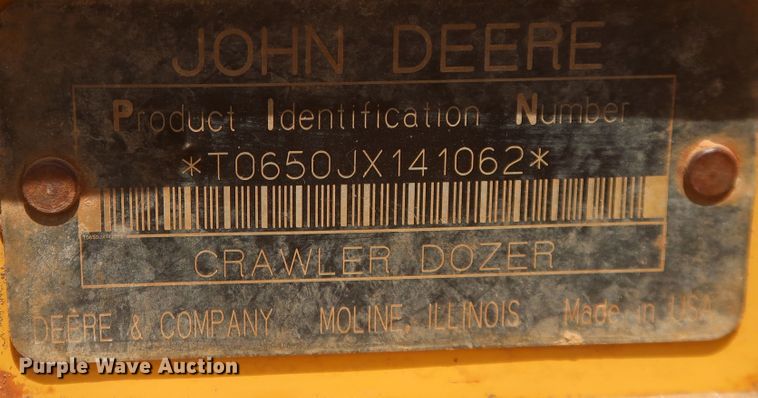 JOHN DEERE
Product Identification Number
*T0650JX141062*
CRAWLER DOZER
DEERE & COMPANY, MOLINE, ILLINOIS Made in USA
Purple Wave Auction